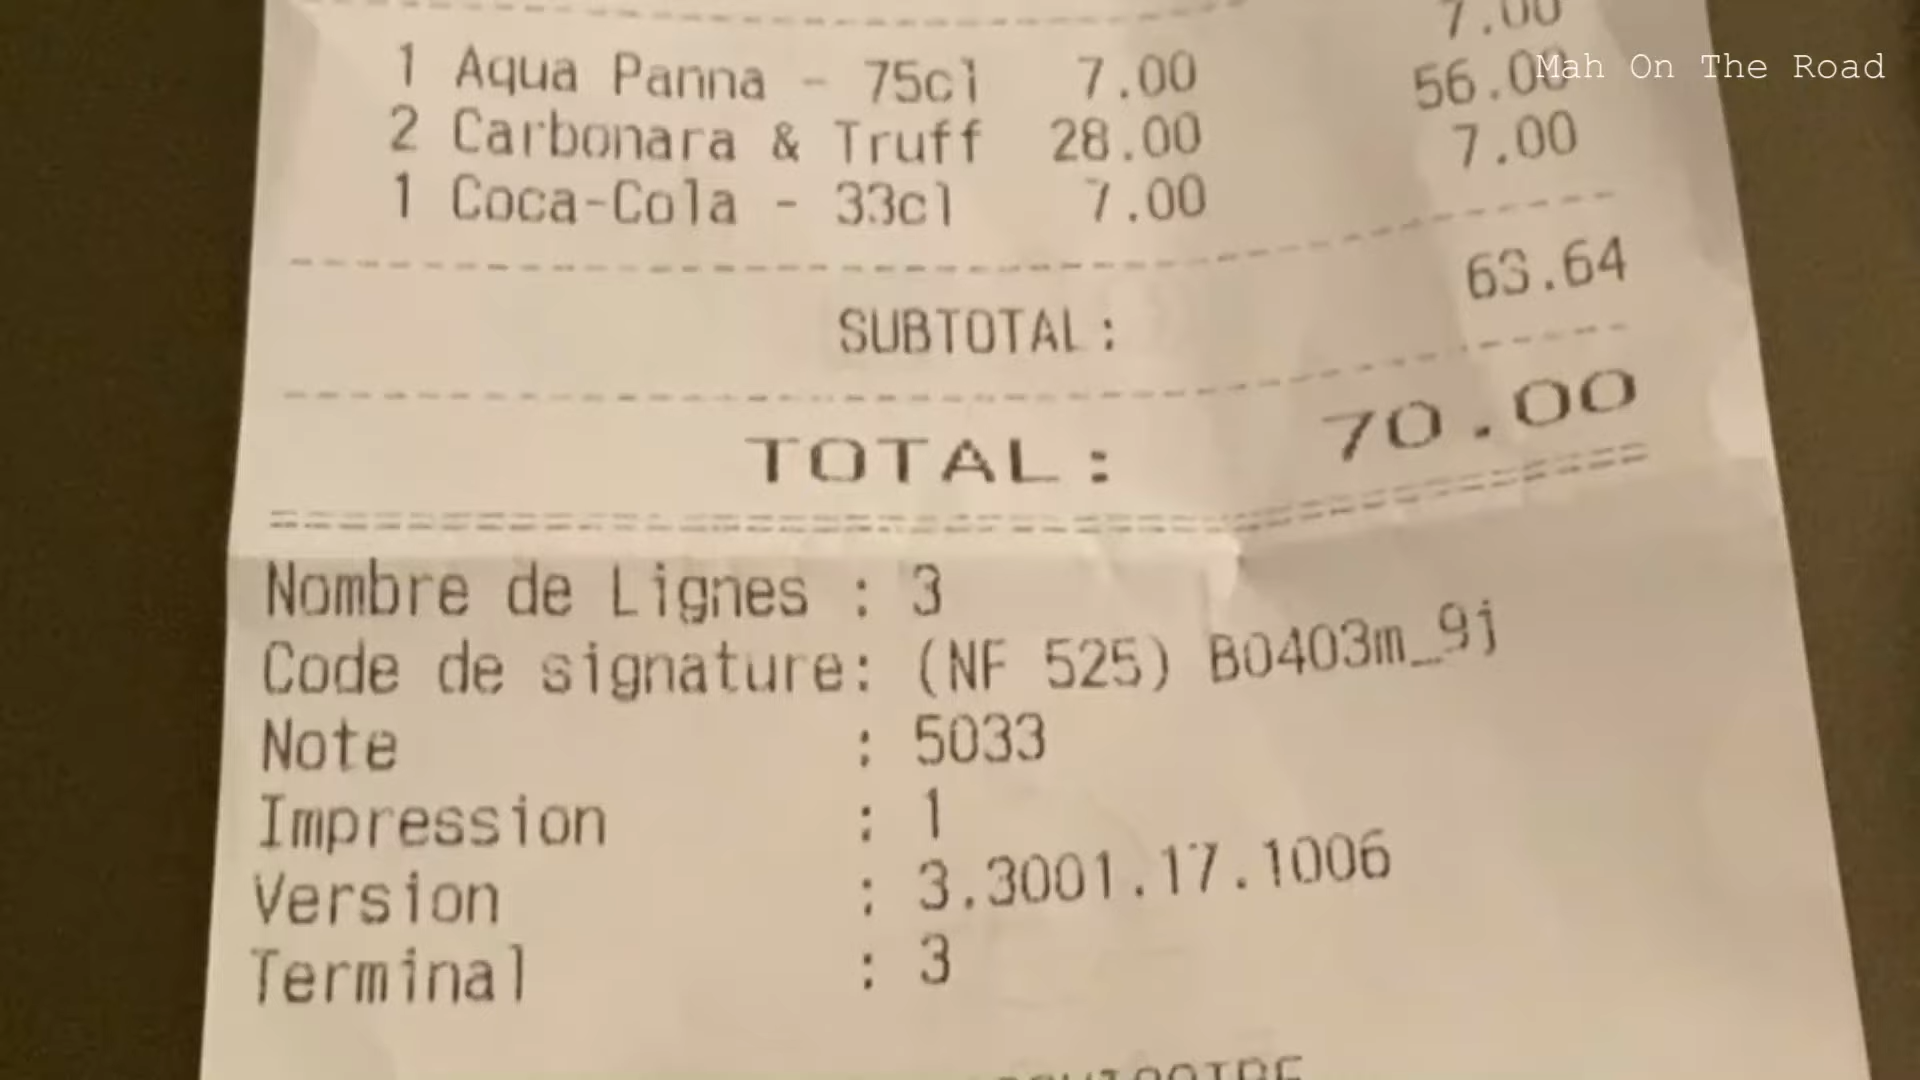 1 Aqua Panna - 75cl 7.00 7.00
2 Carbonara & Truff 28.00 56.00
1 Coca-Cola - 33cl 7.00 7.00
SUBTOTAL: 63.64
TOTAL: 70.00
Nombre de Lignes : 3
Code de signature: (NF 525) B0403m_9j
Note : 5033
Impression : 1
Version : 3.3001.17.1006
Terminal : 3
Mah On The Road